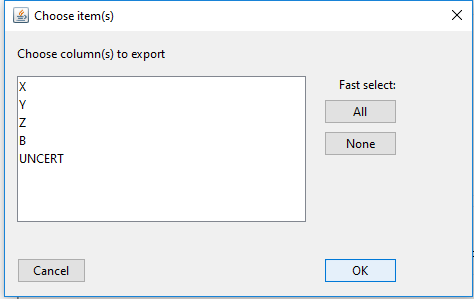 Choose item(s)
Choose column(s) to export
X
Y
Z
B
UNCERT
Fast select:
All
None
Cancel
OK